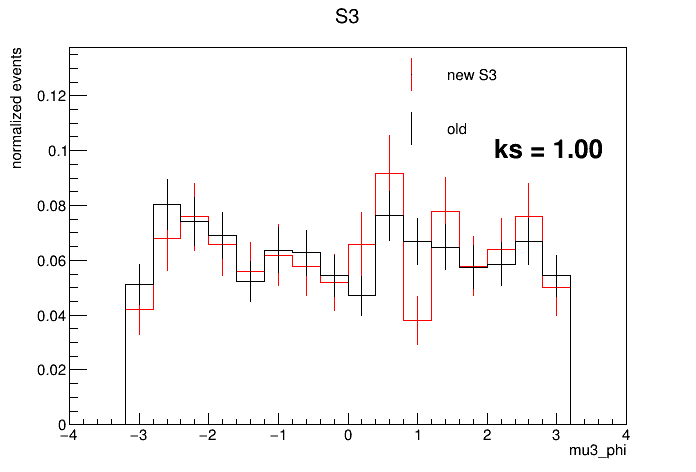 S3
normalized events
new S3
old
ks = 1.00
0.12
0.1
0.08
0.06
0.04
0.02
0
−4 −3 −2 −1 0 1 2 3 4
mu3_phi